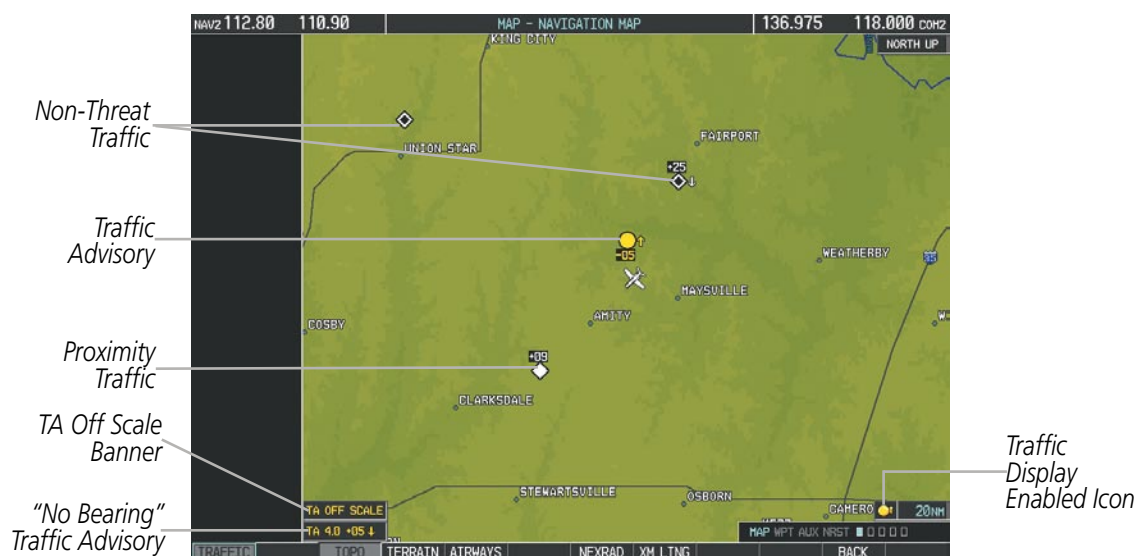 NAV2 112.80 110.90 MAP - NAVIGATION MAP 136.975 118.000 COM2
NORTH UP
KING CITY
Non-Threat
Traffic
UNION STAR
FAIRPORT
+25
Traffic
Advisory
-05
WEATHERBY
MAYSVILLE
AMITY
COSBY
Proximity
Traffic
+09
CLARKSDALE
TA Off Scale
Banner
Traffic
Display
Enabled Icon
STEWARTSVILLE
OSBORN
CAMERO
20NM
TA OFF SCALE
"No Bearing"
Traffic Advisory
TA 4.0 +05
MAP WPT AUX NRST
TRAFFIC TOPO TERRAIN AIRWAYS NEXRAD XM LTNG BACK